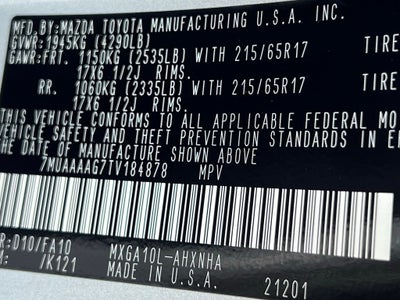 MFD.BY:MAZDA TOYOTA MANUFACTURING U.S.A. INC.
GVWR:1945KG (4290LB)
GAWR:FRT. 1150KG (2535LB) WITH 215/65R17 TIRE
17X6 1/2J RIMS.
RR. 1060KG (2335LB) WITH 215/65R17 TIRE
17X6 1/2J RIMS.
THIS VEHICLE CONFORMS TO ALL APPLICABLE FEDERAL MO
VEHICLE SAFETY AND THEFT PREVENTION STANDARDS IN E
THE DATE OF MANUFACTURE SHOWN ABOVE
7MUAAAAG7TV184878 MPV
R:D10/FA10 MXGA10L-AHXNHA
/K121 MADE IN U.S.A. 21201